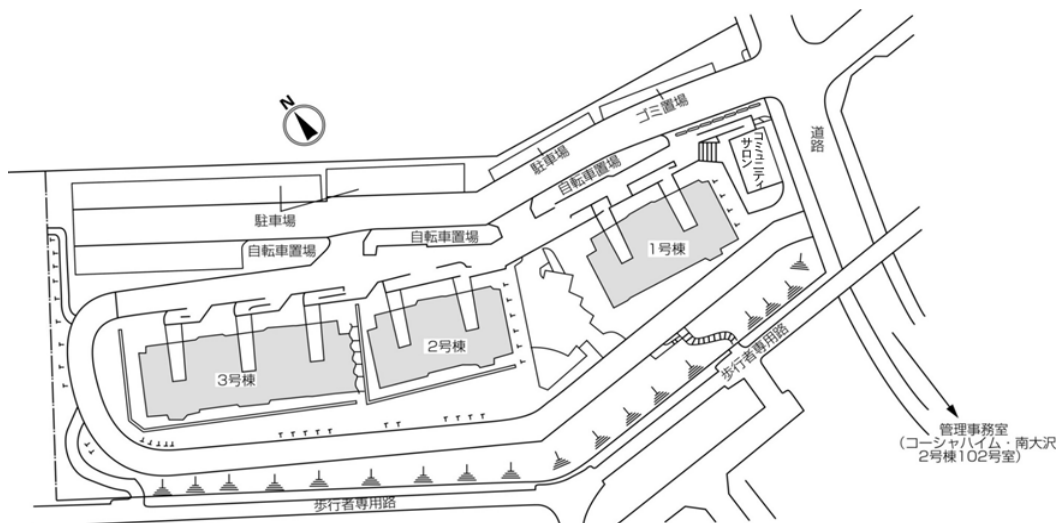 N
ゴミ置場
駐車場
自転車置場
コミュニティ
サロン
道路
駐車場
自転車置場
自転車置場
1号棟
2号棟
3号棟
歩行者専用路
歩行者専用路
管理事務室
（コーシャハイム・南大沢
2号棟102号室）